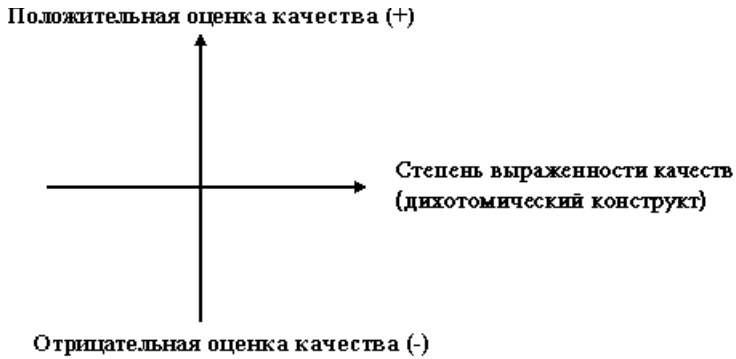 Положительная оценка качества (+)
Степень выраженности качеств
(дихотомический конструкт)
Отрицательная оценка качества (-)